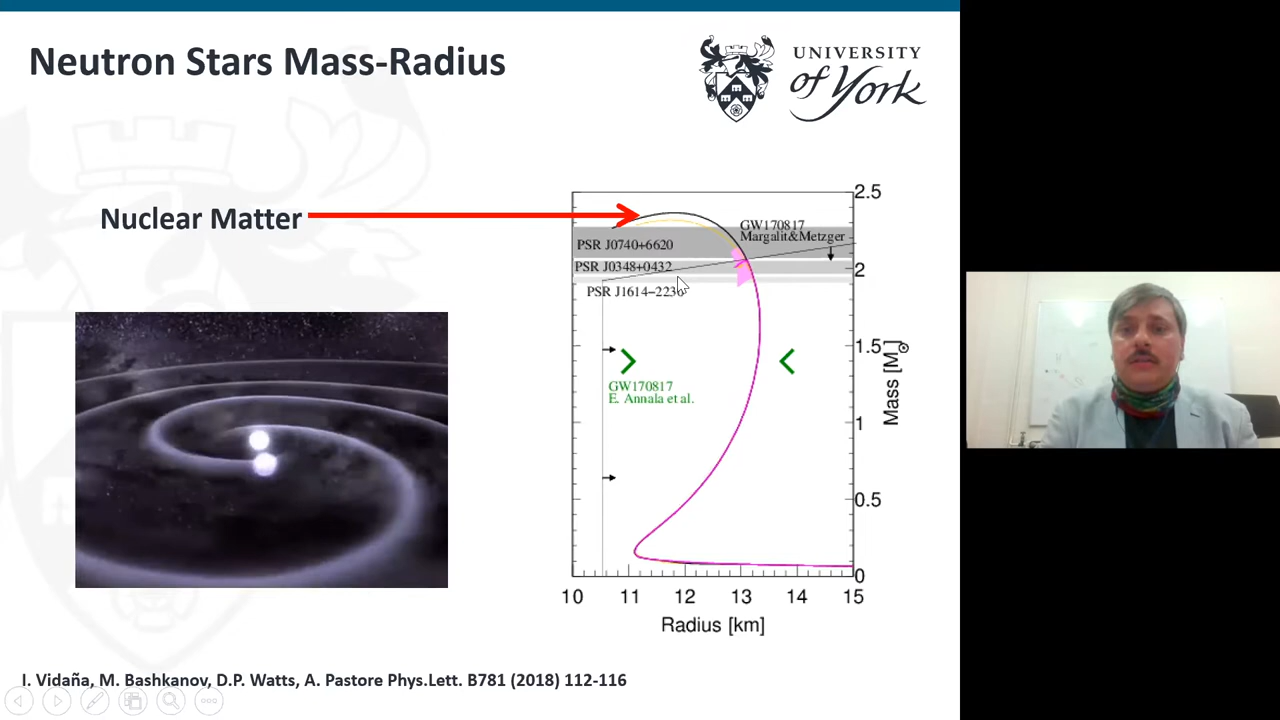 Neutron Stars Mass-Radius
UNIVERSITY
of York
Nuclear Matter
2.5
GW170817
Margalit&Metzger
PSR J0740+6620
PSR J0348+0432
2
PSR J1614−2230
1.5
GW170817
E. Annala et al.
Mass [M☉]
1
0.5
0
10 11 12 13 14 15
Radius [km]
I. Vidaña, M. Bashkanov, D.P. Watts, A. Pastore Phys.Lett. B781 (2018) 112-116